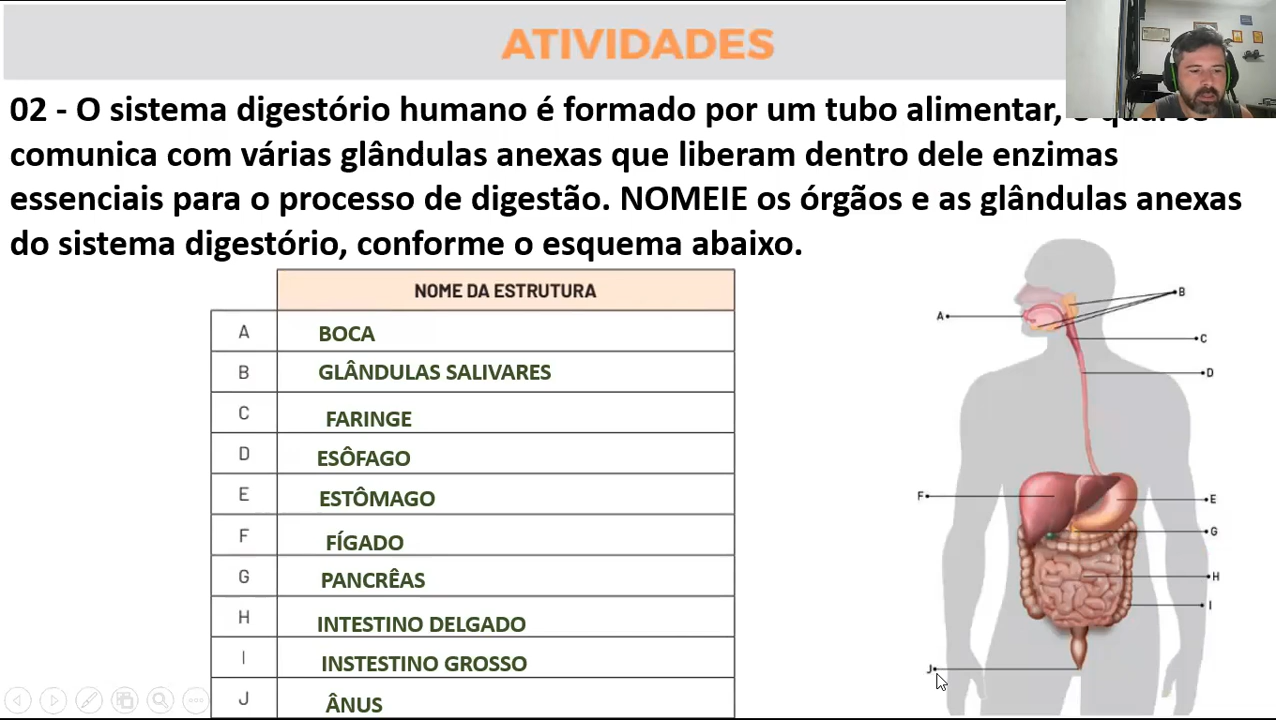 ATIVIDADES
02 - O sistema digestório humano é formado por um tubo alimentar,
comunica com várias glândulas anexas que liberam dentro dele enzimas
essenciais para o processo de digestão. NOMEIE os órgãos e as glândulas anexas
do sistema digestório, conforme o esquema abaixo.
NOME DA ESTRUTURA
A BOCA
B GLÂNDULAS SALIVARES
C FARINGE
D ESÔFAGO
E ESTÔMAGO
F FÍGADO
G PANCRÊAS
H INTESTINO DELGADO
I INSTESTINO GROSSO
J ÂNUS
B
A
C
D
F
E
G
H
I
J